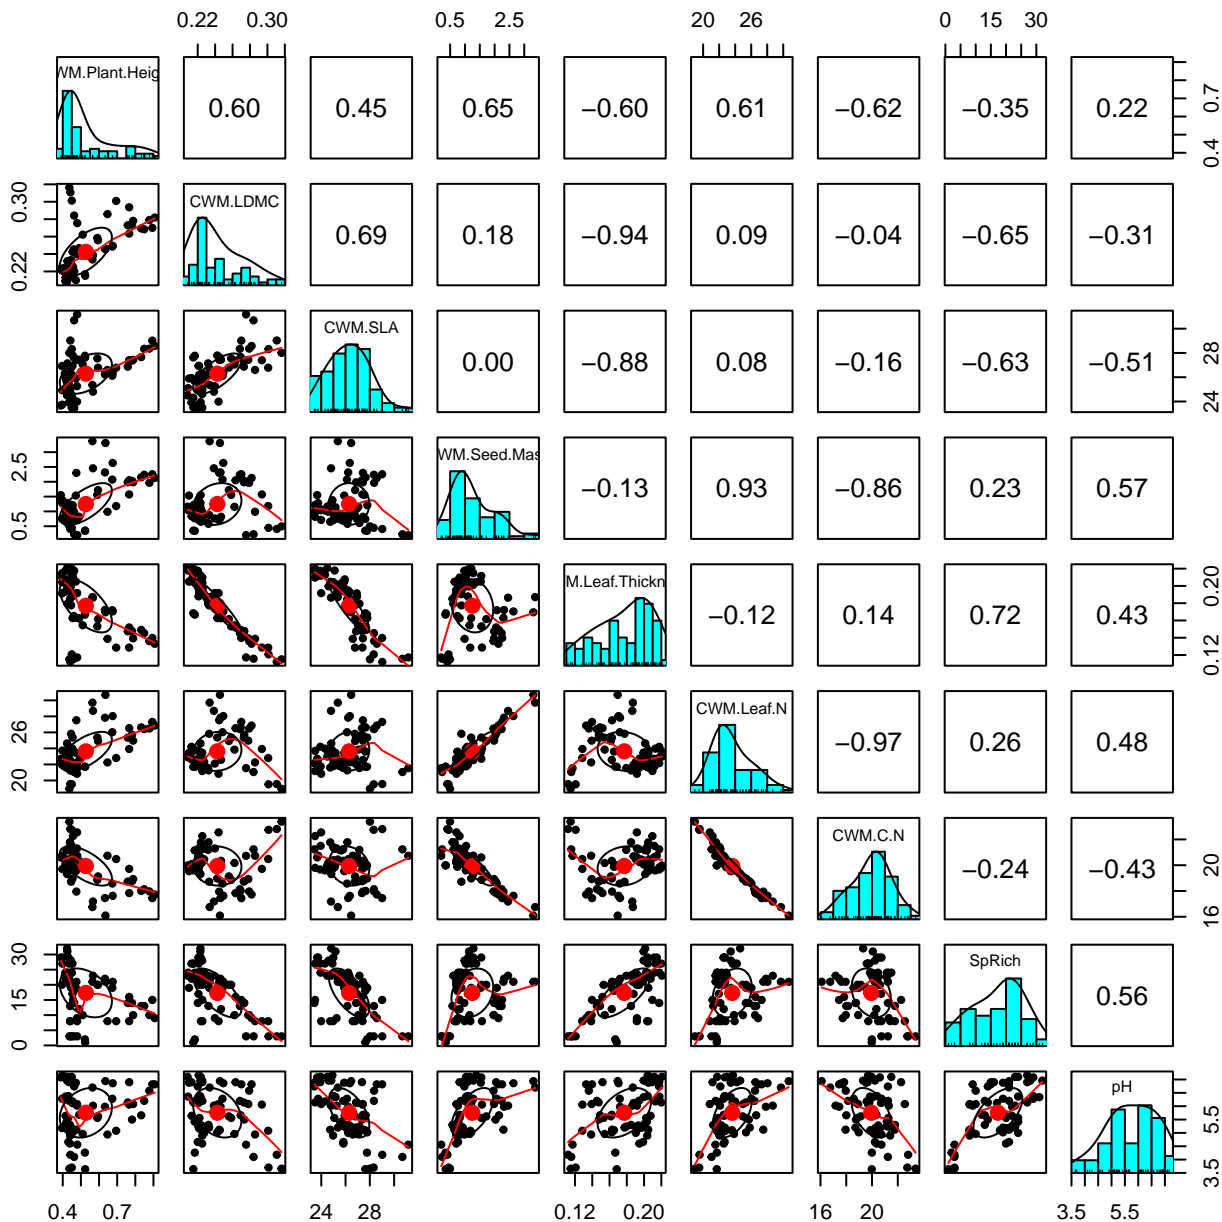 0.22 0.30 0.5 2.5 20 26 0 15 30
WM.Plant.Heig 0.60 0.45 0.65 −0.60 0.61 −0.62 −0.35 0.22 0.4 0.7
0.22 0.30 CWM.LDMC 0.69 0.18 −0.94 0.09 −0.04 −0.65 −0.31
CWM.SLA 0.00 −0.88 0.08 −0.16 −0.63 −0.51 24 28
0.5 2.5 WM.Seed.Mas −0.13 0.93 −0.86 0.23 0.57
M.Leaf.Thickn −0.12 0.14 0.72 0.43 0.12 0.20
20 26 CWM.Leaf.N −0.97 0.26 0.48
CWM.C.N −0.24 −0.43 16 20
0 15 30 SpRich 0.56
pH 3.5 5.5
0.4 0.7 24 28 0.12 0.20 16 20 3.5 5.5